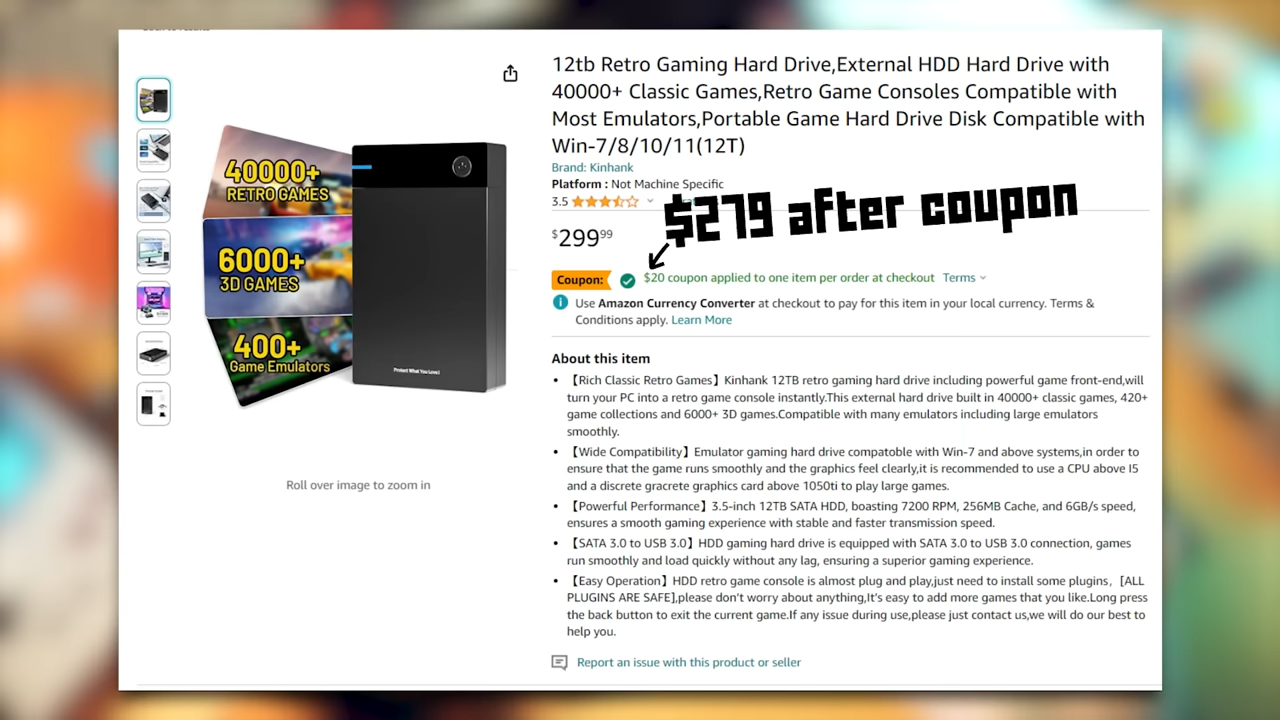 12tb Retro Gaming Hard Drive,External HDD Hard Drive with
40000+ Classic Games,Retro Game Consoles Compatible with
Most Emulators,Portable Game Hard Drive Disk Compatible with
Win-7/8/10/11(12T)
Brand: Kinhank
Platform : Not Machine Specific
3.5
$279 after coupon
$299.99
Coupon: $20 coupon applied to one item per order at checkout Terms
Use Amazon Currency Converter at checkout to pay for this item in your local currency. Terms &
Conditions apply. Learn More
40000+
RETRO GAMES
6000+
3D GAMES
400+
Game Emulators
Protect What You Love!
Roll over image to zoom in
About this item
• 【Rich Classic Retro Games】Kinhank 12TB retro gaming hard drive including powerful game front-end,will
turn your PC into a retro game console instantly.This external hard drive built in 40000+ classic games, 420+
game collections and 6000+ 3D games.Compatible with many emulators including large emulators
smoothly.
• 【Wide Compatibility】Emulator gaming hard drive compatoble with Win-7 and above systems,in order to
ensure that the game runs smoothly and the graphics feel clearly,it is recommended to use a CPU above I5
and a discrete gracrete graphics card above 1050ti to play large games.
• 【Powerful Performance】3.5-inch 12TB SATA HDD, boasting 7200 RPM, 256MB Cache, and 6GB/s speed,
ensures a smooth gaming experience with stable and faster transmission speed.
• 【SATA 3.0 to USB 3.0】HDD gaming hard drive is equipped with SATA 3.0 to USB 3.0 connection, games
run smoothly and load quickly without any lag, ensuring a superior gaming experience.
• 【Easy Operation】HDD retro game console is almost plug and play,just need to install some plugins，[ALL
PLUGINS ARE SAFE],please don't worry about anything,It's easy to add more games that you like.Long press
the back button to exit the current game.If any issue during use,please just contact us,we will do our best to
help you.
Report an issue with this product or seller